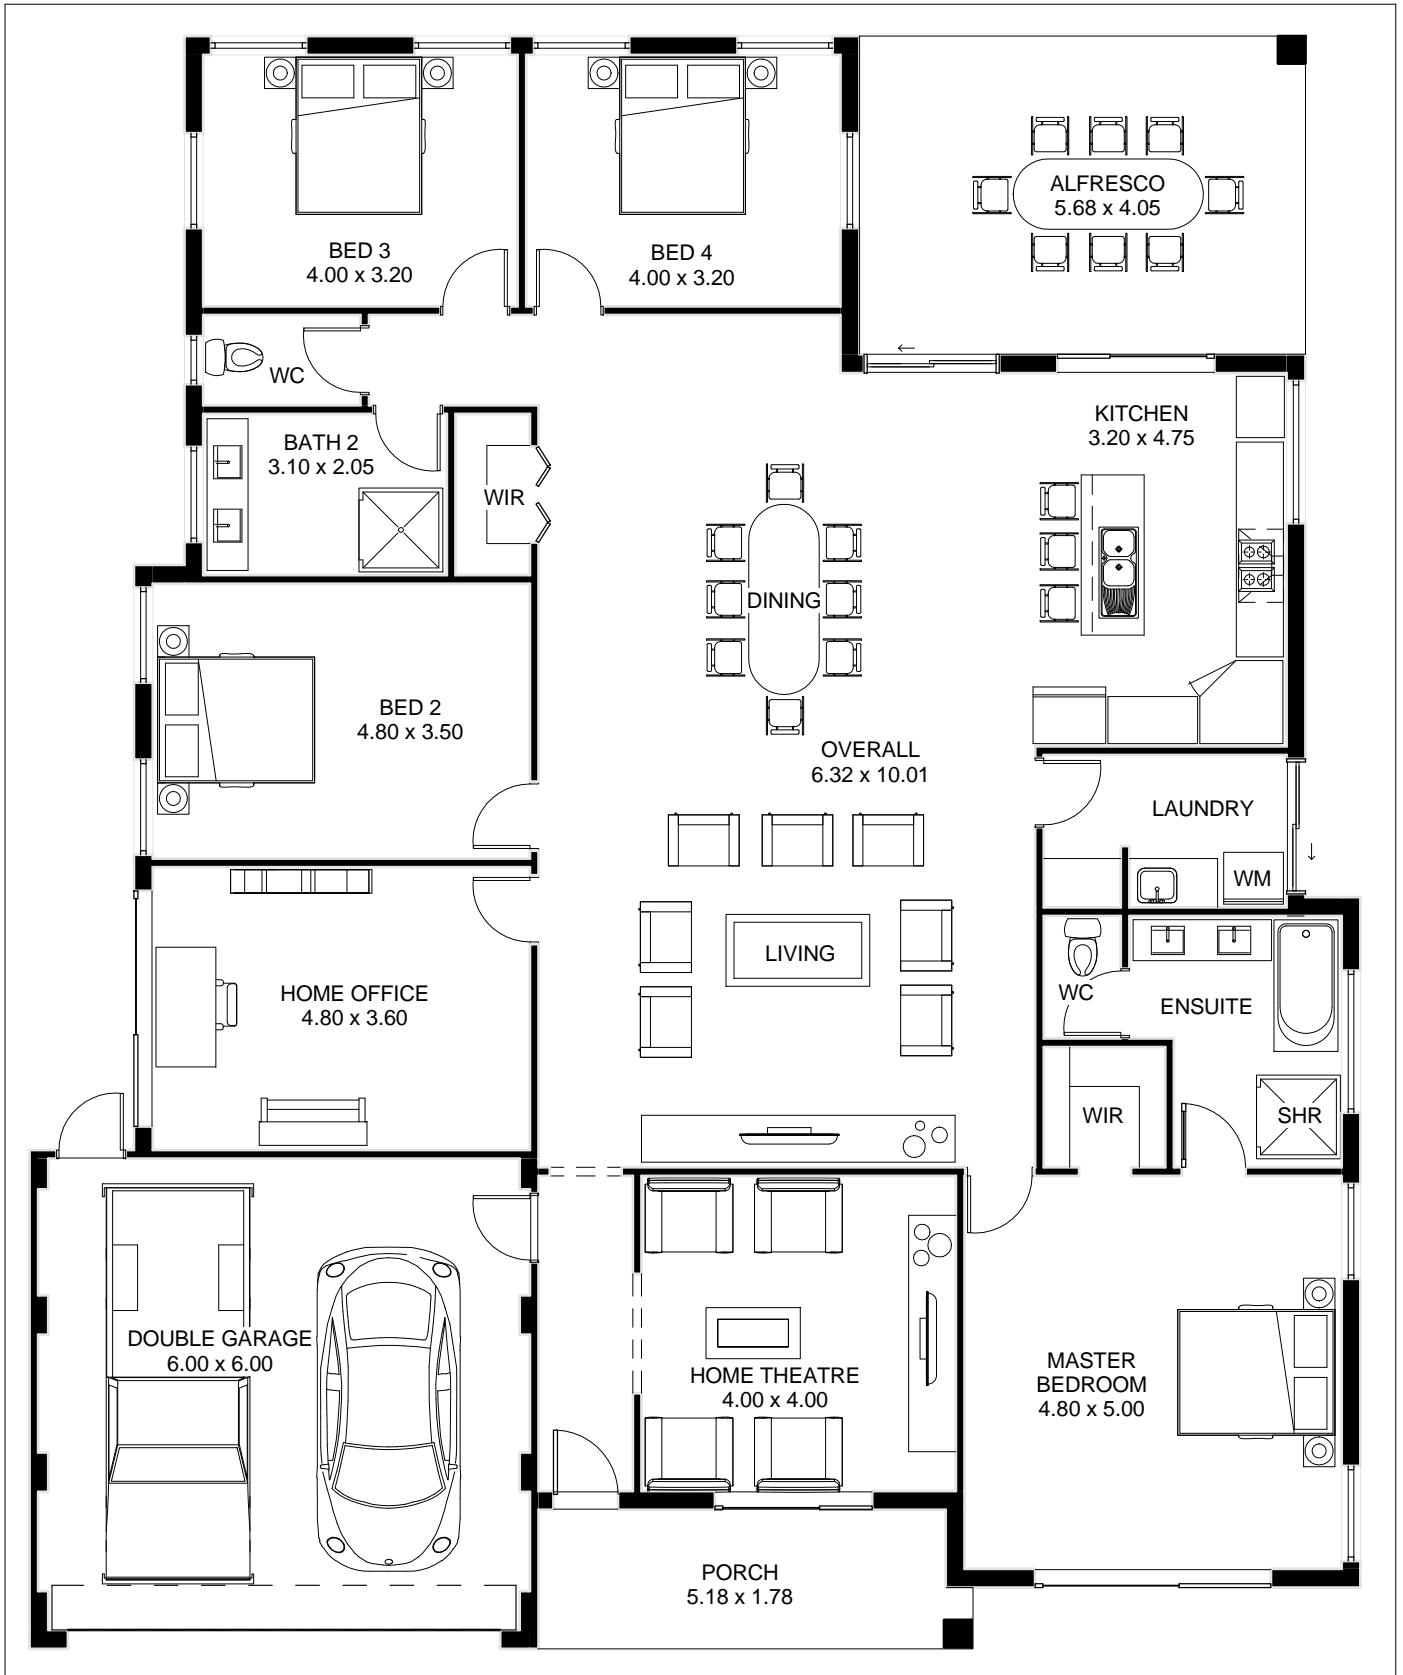 ALFRESCO
5.68 x 4.05
BED 3
4.00 x 3.20
BED 4
4.00 x 3.20
WC
KITCHEN
3.20 x 4.75
BATH 2
3.10 x 2.05
WIR
DINING
BED 2
4.80 x 3.50
OVERALL
6.32 x 10.01
LAUNDRY
WM
LIVING
HOME OFFICE
4.80 x 3.60
WC
ENSUITE
WIR
SHR
DOUBLE GARAGE
6.00 x 6.00
HOME THEATRE
4.00 x 4.00
MASTER
BEDROOM
4.80 x 5.00
PORCH
5.18 x 1.78